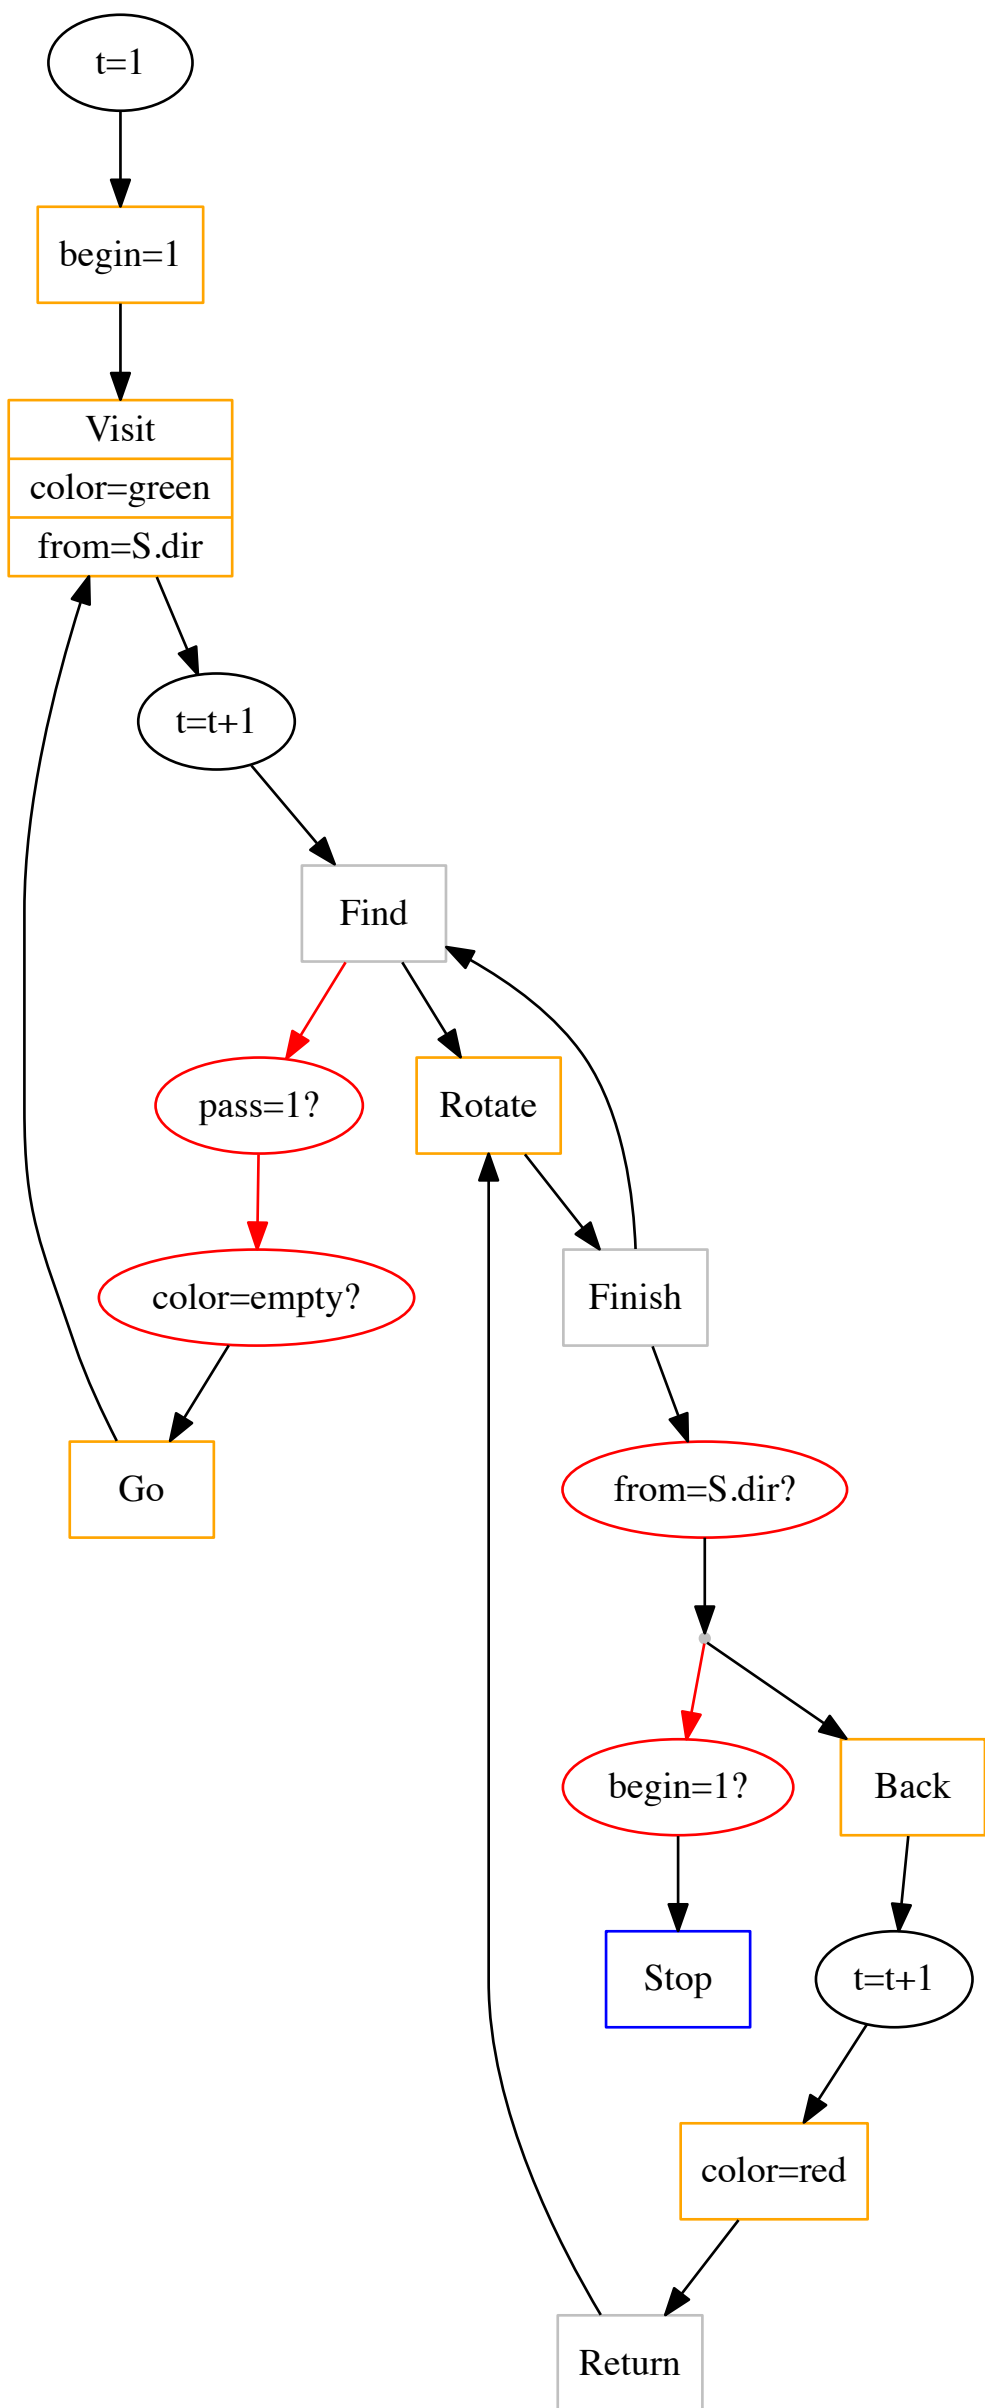 t=1
begin=1
Visit
color=green
from=S.dir
t=t+1
Find
pass=1?
Rotate
color=empty?
Finish
Go
from=S.dir?
begin=1?
Back
Stop
t=t+1
color=red
Return